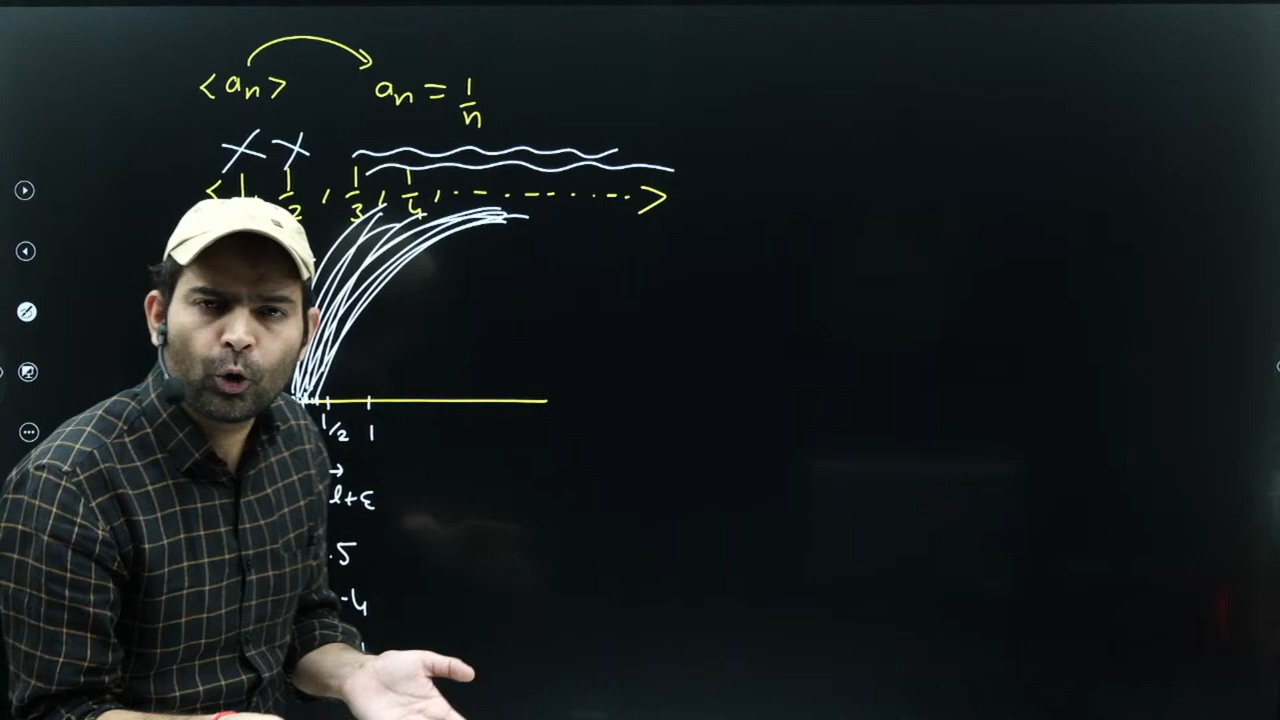 <aₙ> aₙ = 1/n
< 1, 1/2, 1/3, 1/4, ............>
1/2 1
→
l+ε
.5
.4